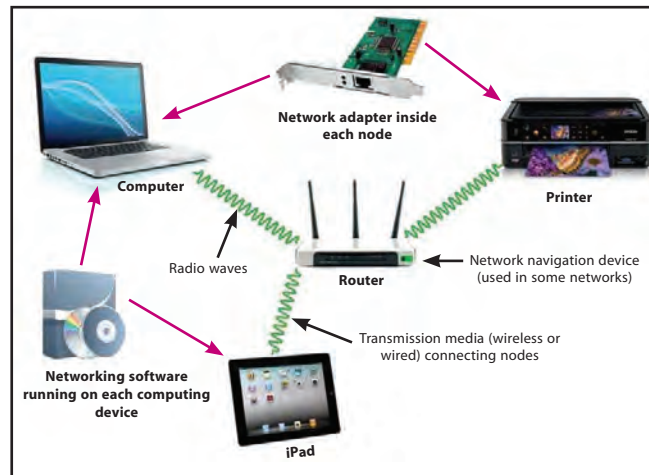 Network adapter inside
each node
Computer
Printer
Radio waves
Router
Network navigation device
(used in some networks)
Transmission media (wireless or
wired) connecting nodes
Networking software
running on each computing
device
iPad